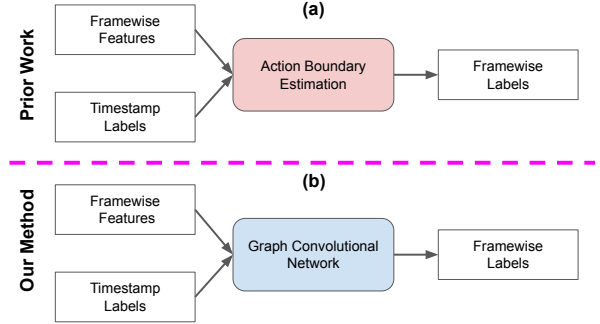 (a)
Prior Work
Framewise
Features
Timestamp
Labels
Action Boundary
Estimation
Framewise
Labels
(b)
Our Method
Framewise
Features
Timestamp
Labels
Graph Convolutional
Network
Framewise
Labels